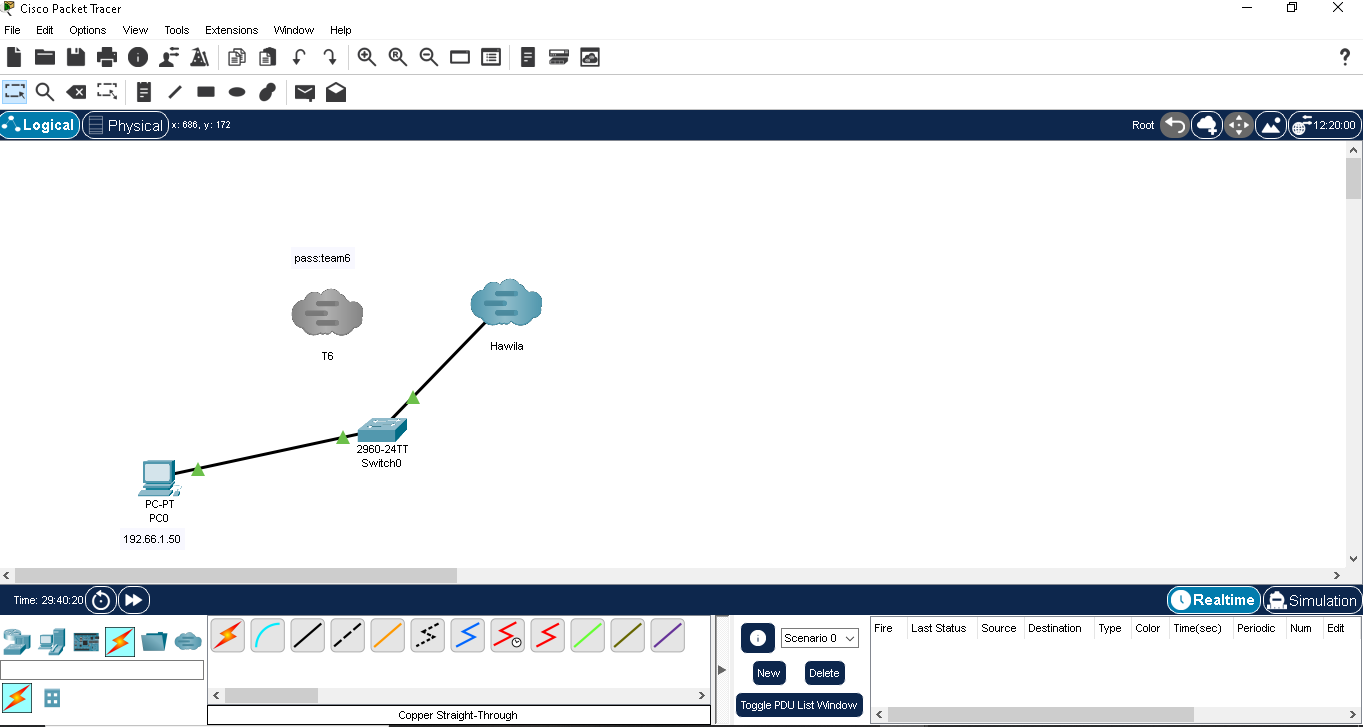 Cisco Packet Tracer
File Edit Options View Tools Extensions Window Help
Logical Physical x: 686, y: 172 Root 12:20:00
pass:team6
T6
Hawila
2960-24TT
Switch0
PC-PT
PC0
192.66.1.50
Time: 29:40:20 Realtime Simulation
Scenario 0
New Delete
Toggle PDU List Window
Fire Last Status Source Destination Type Color Time(sec) Periodic Num Edit
Copper Straight-Through